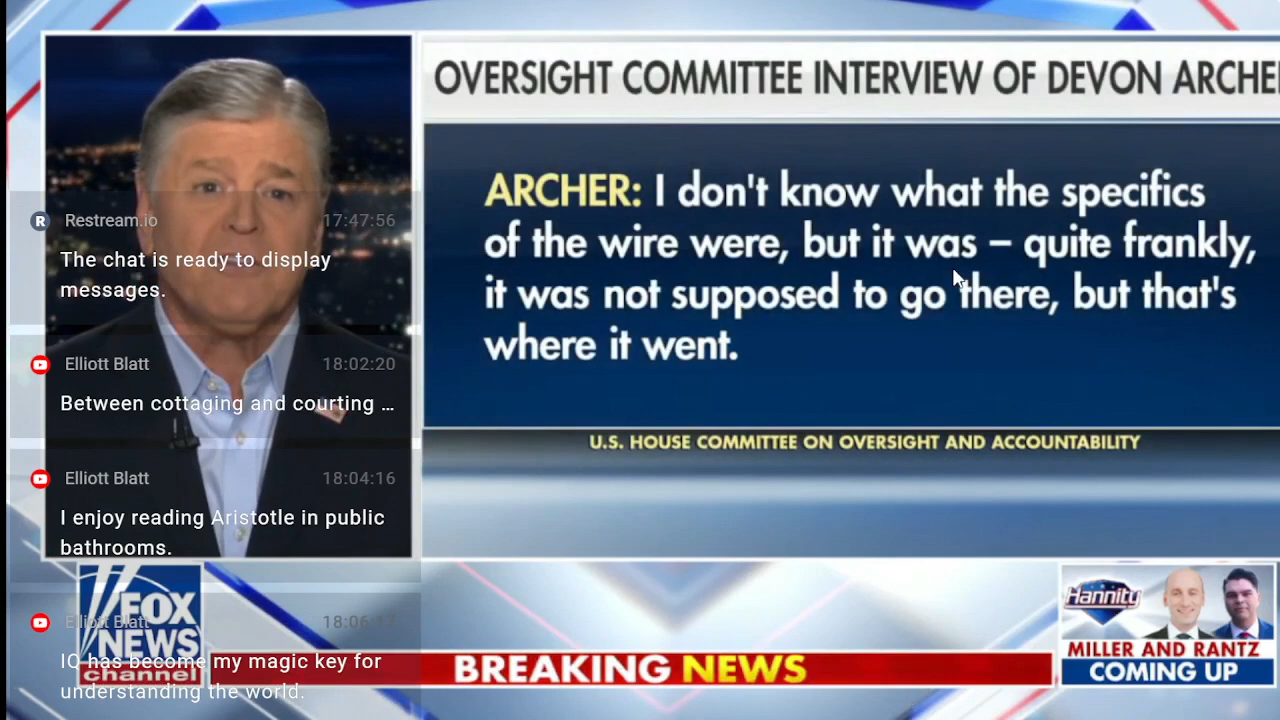 OVERSIGHT COMMITTEE INTERVIEW OF DEVON ARCHE
ARCHER: I don't know what the specifics
of the wire were, but it was – quite frankly,
it was not supposed to go there, but that's
where it went.
U.S. HOUSE COMMITTEE ON OVERSIGHT AND ACCOUNTABILITY
R Restream.io 17:47:56
The chat is ready to display
messages.
Elliott Blatt 18:02:20
Between cottaging and courting …
Elliott Blatt 18:04:16
I enjoy reading Aristotle in public
bathrooms.
Elliott Blatt
IQ has become my magic key for
understanding the world.
FOX
NEWS
channel
BREAKING NEWS
Hannity
MILLER AND RANTZ
COMING UP